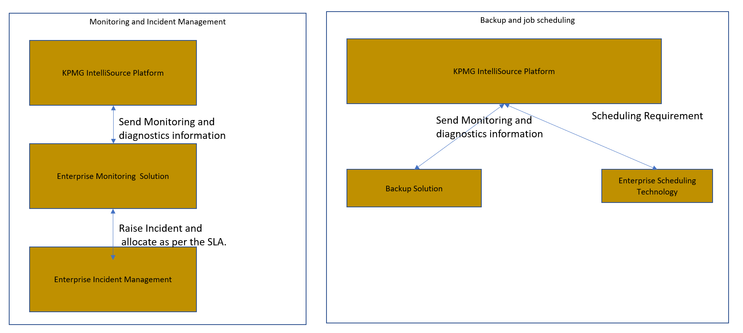 Monitoring and Incident Management
KPMG IntelliSource Platform
Send Monitoring and
diagnostics information
Enterprise Monitoring Solution
Raise Incident and
allocate as per the SLA.
Enterprise Incident Management
Backup and job scheduling
KPMG IntelliSource Platform
Send Monitoring and
diagnostics information
Scheduling Requirement
Backup Solution
Enterprise Scheduling
Technology